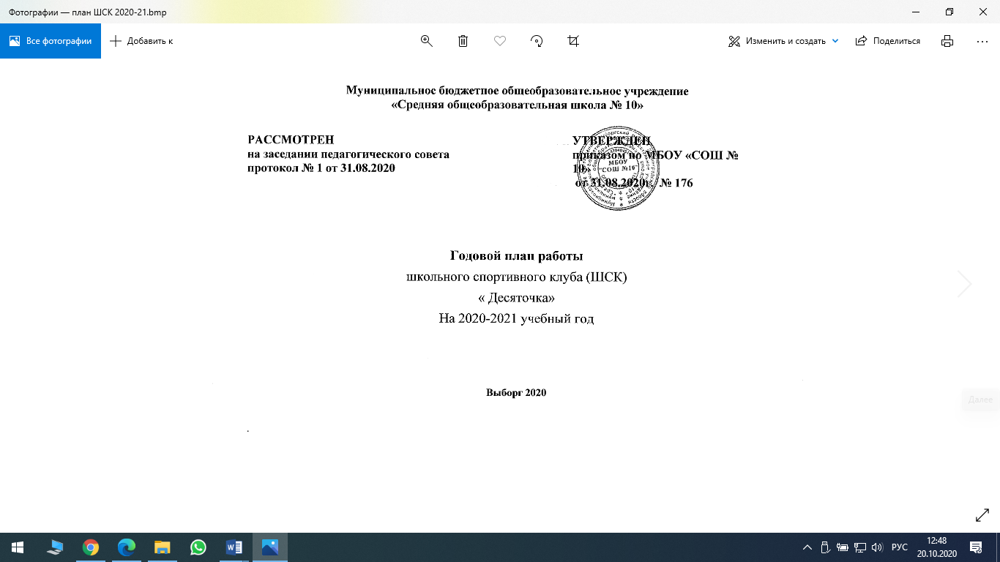 Фотографии — план ШСК 2020-21.bmp
Все фотографии
Добавить к
Изменить и создать
Поделиться
Муниципальное бюджетное общеобразовательное учреждение
«Средняя общеобразовательная школа № 10»
РАССМОТРЕН
на заседании педагогического совета
протокол № 1 от 31.08.2020
УТВЕРЖДЕН
приказом по МБОУ «СОШ №
10»
от 31.08.2020г. № 176
МБОУ
"СОШ №10"
Годовой план работы
школьного спортивного клуба (ШСК)
« Десяточка»
На 2020-2021 учебный год
Выборг 2020
Далее
РУС
12:48
20.10.2020